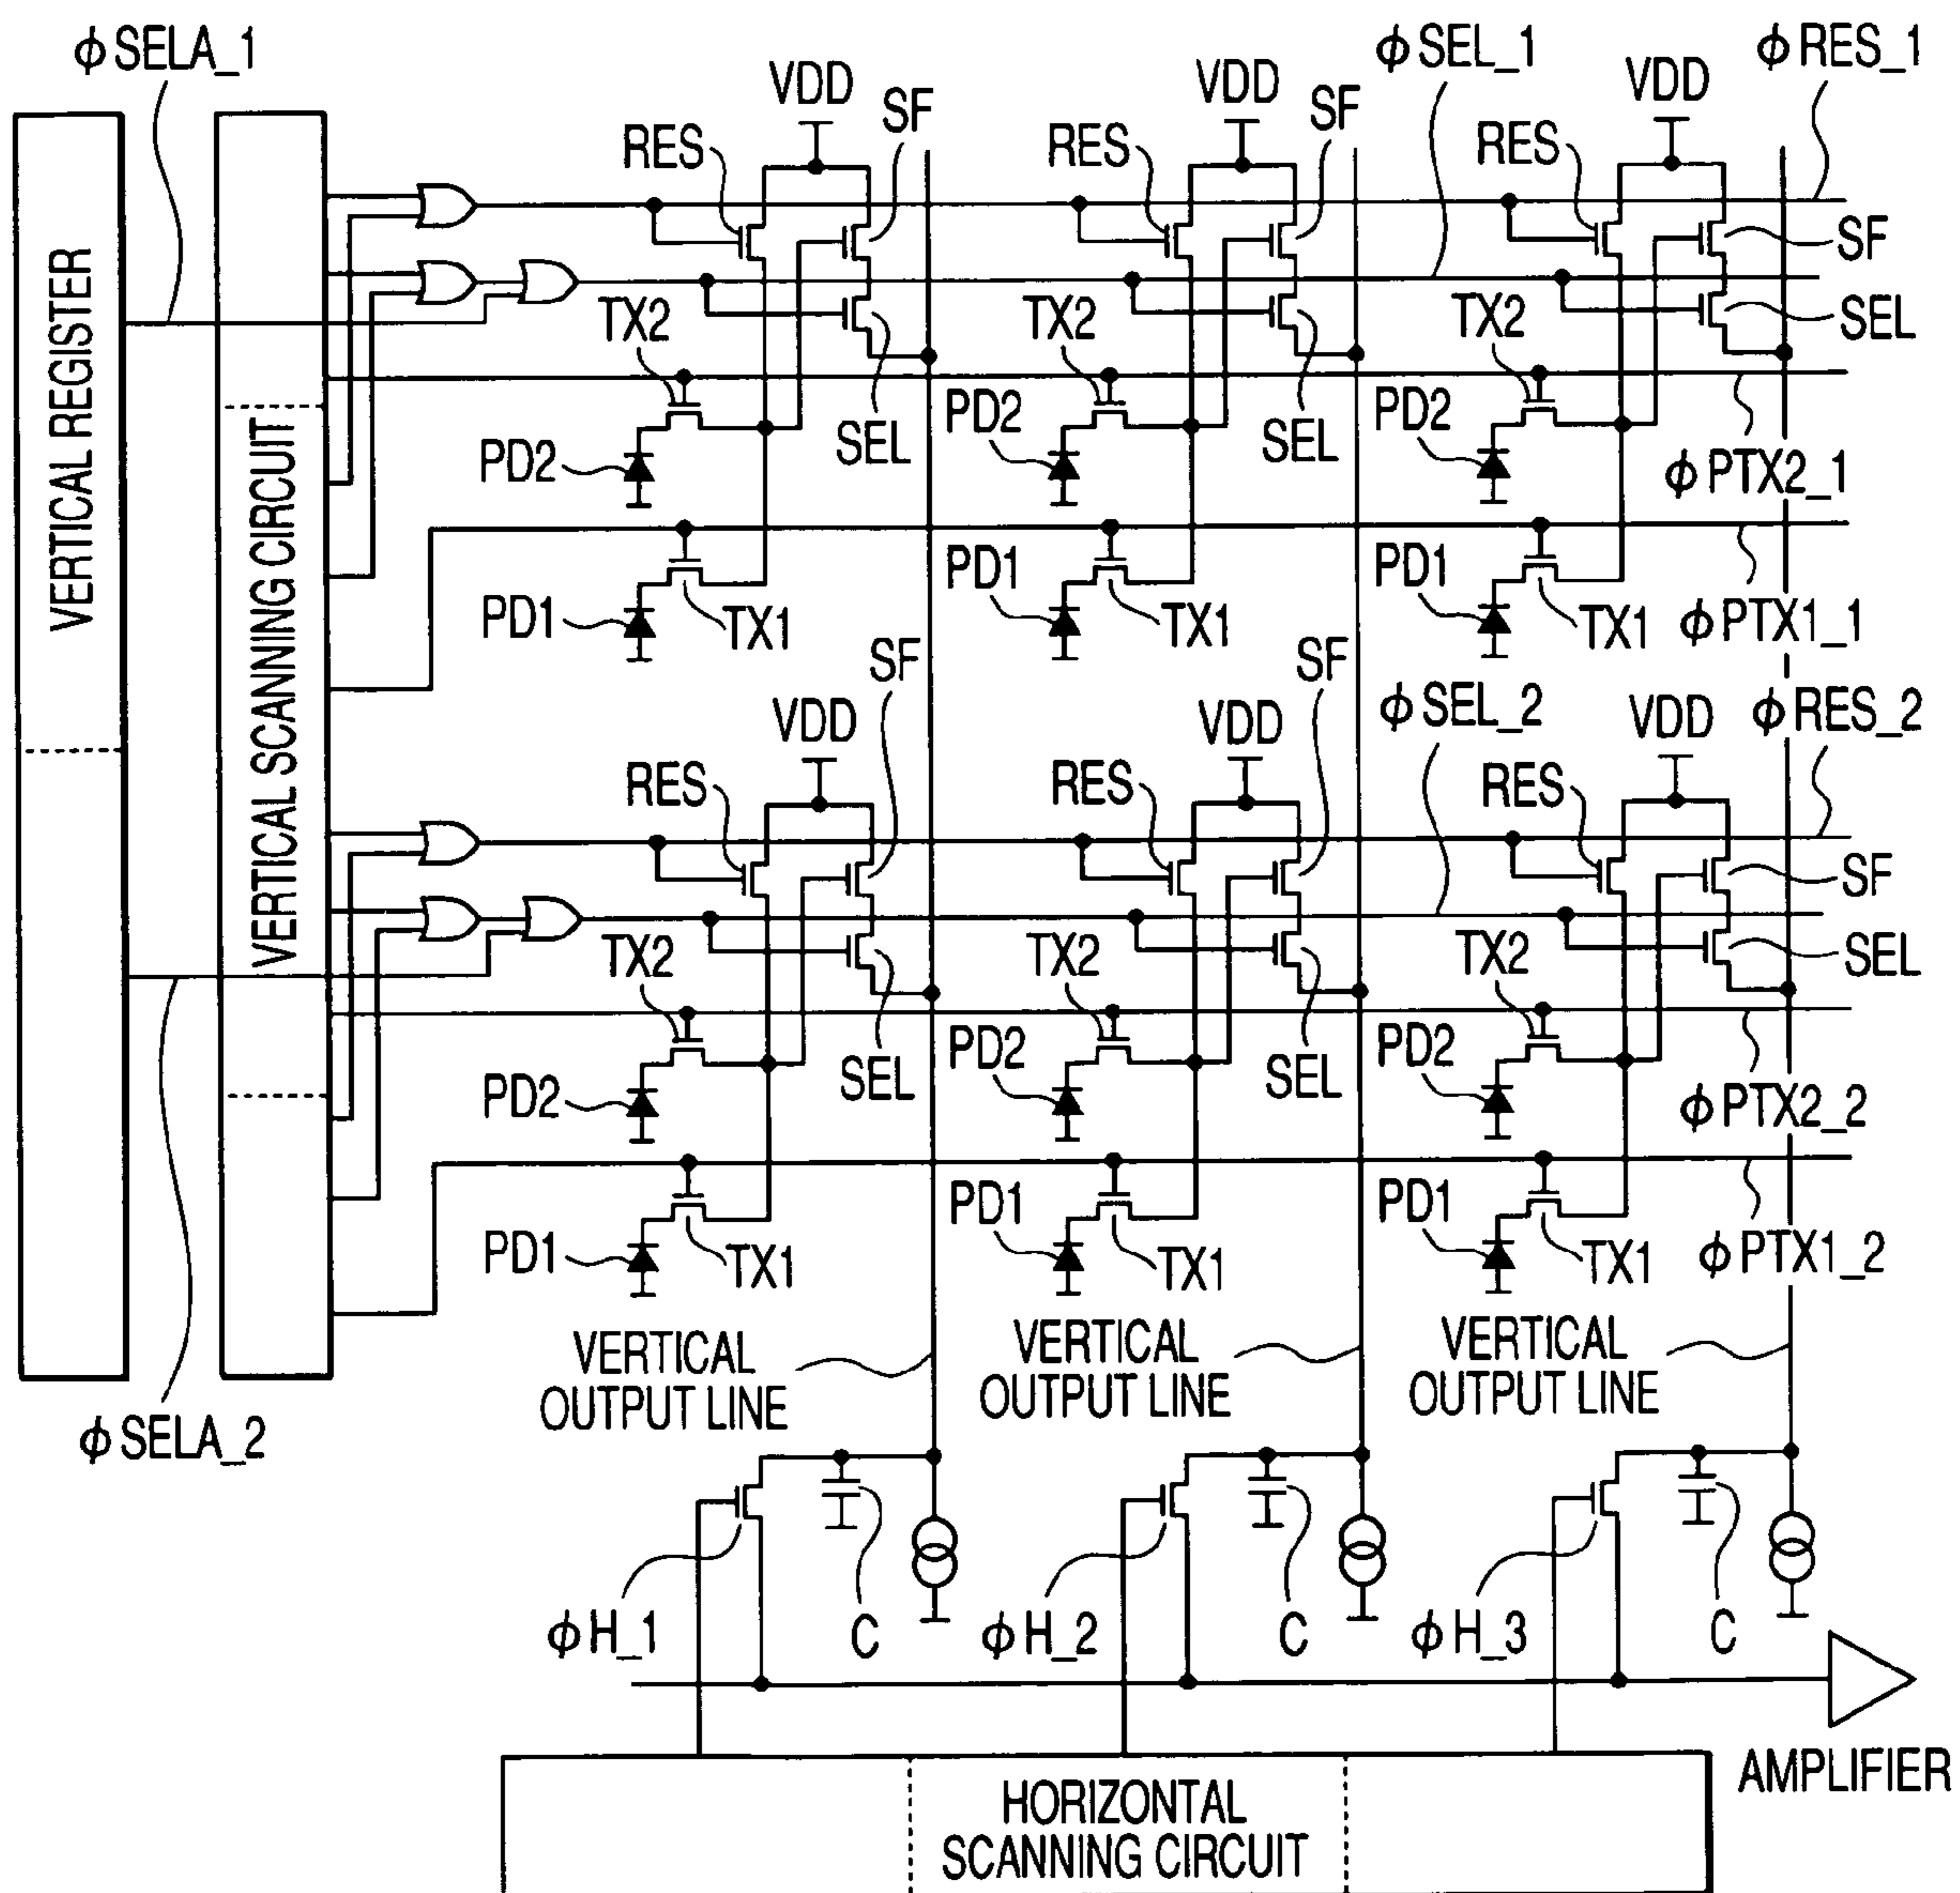 ϕSELA_1
ϕSEL_1
ϕRES_1
VDD
SF
VDD
SF
VDD
RES
RES
RES
SF
TX2
TX2
TX2
SEL
VERTICAL REGISTER
VERTICAL SCANNING CIRCUIT
PD2
SEL
PD2
SEL
PD2
ϕPTX2_1
PD1
TX1
PD1
TX1
PD1
TX1
ϕPTX1_1
SF
SF
ϕSEL_2
VDD
VDD
VDD
ϕRES_2
RES
RES
RES
SF
TX2
TX2
TX2
SEL
PD2
SEL
PD2
SEL
PD2
ϕPTX2_2
PD1
TX1
PD1
TX1
PD1
TX1
ϕPTX1_2
VERTICAL
OUTPUT LINE
VERTICAL
OUTPUT LINE
VERTICAL
OUTPUT LINE
ϕSELA_2
ϕH_1
C
ϕH_2
C
ϕH_3
C
AMPLIFIER
HORIZONTAL
SCANNING CIRCUIT